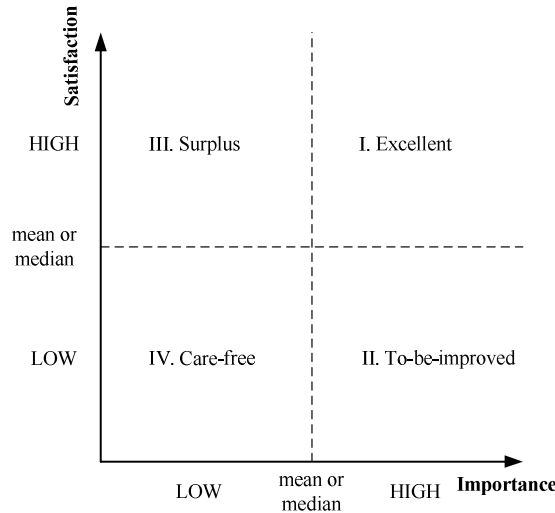 Satisfaction
HIGH
III. Surplus
I. Excellent
mean or
median
LOW
IV. Care-free
II. To-be-improved
LOW
mean or
median
HIGH
Importance